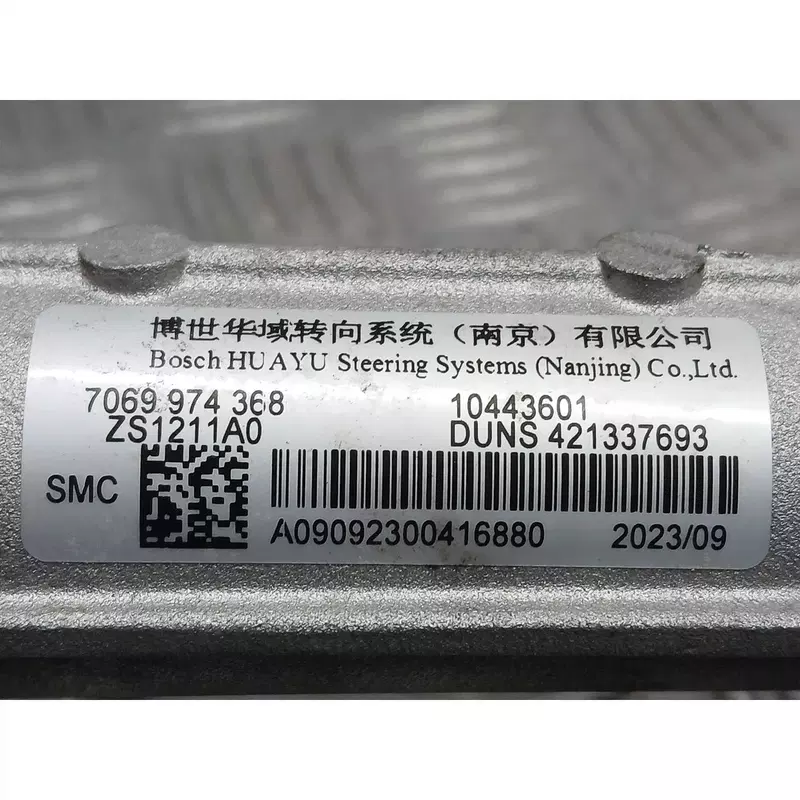 博世华域转向系统（南京）有限公司
Bosch HUAYU Steering Systems (Nanjing) Co.,Ltd.
7069 974 368 10443601
ZS1211A0 DUNS 421337693
SMC
A09092300416880 2023/09